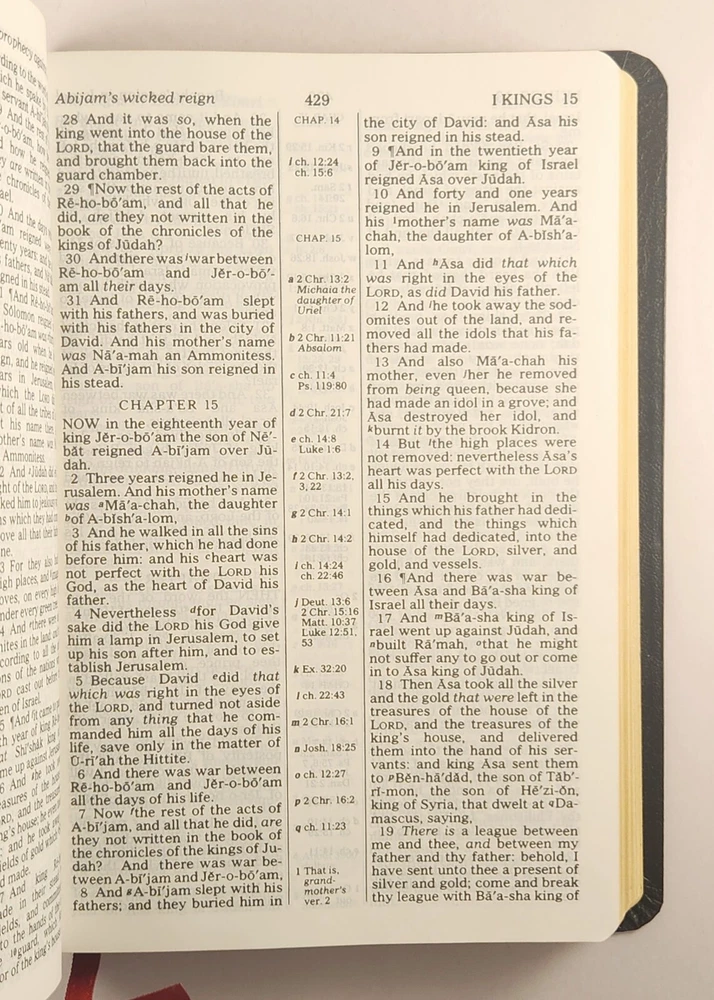 Abijam's wicked reign 429 I KINGS 15
28 And it was so, when the
king went into the house of the
LORD, that the guard bare them,
and brought them back into the
guard chamber.
29 ¶Now the rest of the acts of
Rē-ho-bō'am, and all that he
did, are they not written in the
book of the chronicles of the
kings of Jūdah?
30 And there was lwar between
Rē-ho-bō'am and Jĕr-o-bō'-
am all their days.
31 And Rē-ho-bō'am slept
with his fathers, and was buried
with his fathers in the city of
David. And his mother's name
was Nā'a-mah an Ammonitess.
And A-bī'jam his son reigned in
his stead.
CHAPTER 15
NOW in the eighteenth year of
king Jĕr-o-bō'am the son of Nē'-
băt reigned A-bī'jam over Jū-
dah.
2 Three years reigned he in Je-
rusalem. And his mother's name
was aMā'a-chah, the daughter
bof A-bĭsh'a-lom,
3 And he walked in all the sins
of his father, which he had done
before him: and his cheart was
not perfect with the LORD his
God, as the heart of David his
father.
4 Nevertheless dfor David's
sake did the LORD his God give
him a lamp in Jerusalem, to set
up his son after him, and to es-
tablish Jerusalem.
5 Because David edid that
which was right in the eyes of
the LORD, and turned not aside
from any thing that he com-
manded him all the days of his
life, save only in the matter of
Ū-rī'ah the Hittite.
6 And there was war between
Rē-ho-bō'am and Jĕr-o-bō'am
all the days of his life.
7 Now fthe rest of the acts of
A-bī'jam, and all that he did, are
they not written in the book of
the chronicles of the kings of Ju-
dah? And there was war be-
tween A-bī'jam and Jĕr-o-bō'am,
8 And gA-bī'jam slept with his
fathers; and they buried him in
CHAP. 14
l ch. 12:24
ch. 15:6
CHAP. 15
a 2 Chr. 13:2
Michaia the
daughter of
Uriel
b 2 Chr. 11:21
Absalom
c ch. 11:4
Ps. 119:80
d 2 Chr. 21:7
e ch. 14:8
Luke 1:6
f 2 Chr. 13:2,
3, 22
g 2 Chr. 14:1
h 2 Chr. 14:2
i ch. 14:24
ch. 22:46
j Deut. 13:6
2 Chr. 15:16
Matt. 10:37
Luke 12:51,
53
k Ex. 32:20
l ch. 22:43
m 2 Chr. 16:1
n Josh. 18:25
o ch. 12:27
p 2 Chr. 16:2
q ch. 11:23
1 That is,
grand-
mother's
ver. 2
the city of David: and Āsa his
son reigned in his stead.
9 ¶And in the twentieth year
of Jĕr-o-bō'am king of Israel
reigned Āsa over Jūdah.
10 And forty and one years
reigned he in Jerusalem. And
his 1mother's name was Mā'a-
chah, the daughter of A-bĭsh'a-
lom,
11 And hĀsa did that which
was right in the eyes of the
LORD, as did David his father.
12 And ihe took away the sod-
omites out of the land, and re-
moved all the idols that his fa-
thers had made.
13 And also Mā'a-chah his
mother, even jher he removed
from being queen, because she
had made an idol in a grove; and
Āsa destroyed her idol, and
kburnt it by the brook Kidron.
14 But lthe high places were
not removed: nevertheless Āsa's
heart was perfect with the LORD
all his days.
15 And he brought in the
things which his father had dedi-
cated, and the things which
himself had dedicated, into the
house of the LORD, silver, and
gold, and vessels.
16 ¶And there was war be-
tween Āsa and Bā'a-sha king of
Israel all their days.
17 And mBā'a-sha king of Is-
rael went up against Jūdah, and
nbuilt Rā'mah, othat he might
not suffer any to go out or come
in to Āsa king of Jūdah.
18 Then Āsa took all the silver
and the gold that were left in the
treasures of the house of the
LORD, and the treasures of the
king's house, and delivered
them into the hand of his ser-
vants: and king Āsa sent them
to pBĕn-hā'dăd, the son of Tăb'-
rĭ-mon, the son of Hē'zi-ŏn,
king of Syria, that dwelt at qDa-
mascus, saying,
19 There is a league between
me and thee, and between my
father and thy father: behold, I
have sent unto thee a present of
silver and gold; come and break
thy league with Bā'a-sha king of